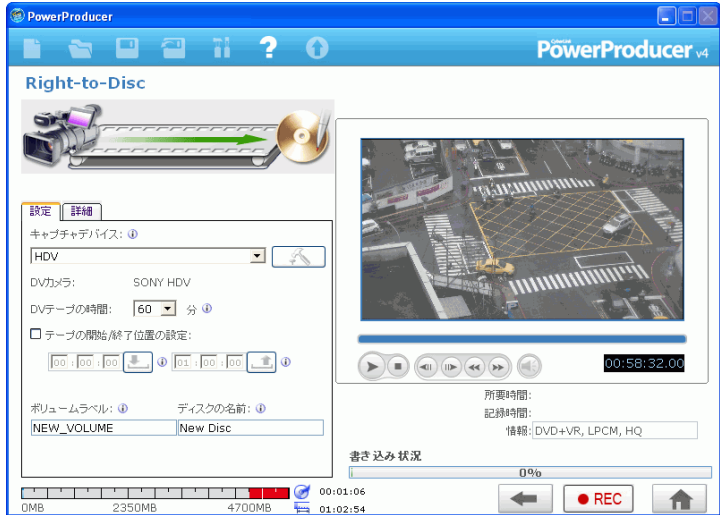 PowerProducer
CyberLink
PowerProducer v4
Right-to-Disc
設定 詳細
キャプチャデバイス:
HDV
DVカメラ: SONY HDV
DVテープの時間: 60 分
テープの開始/終了位置の設定:
00 : 00 : 00 01 : 00 : 00
ボリュームラベル: ディスクの名前:
NEW_VOLUME New Disc
00:58:32.00
所要時間:
記録時間:
情報: DVD+VR, LPCM, HQ
書き込み状況
0%
00:01:06
0MB 2350MB 4700MB 01:02:54
REC